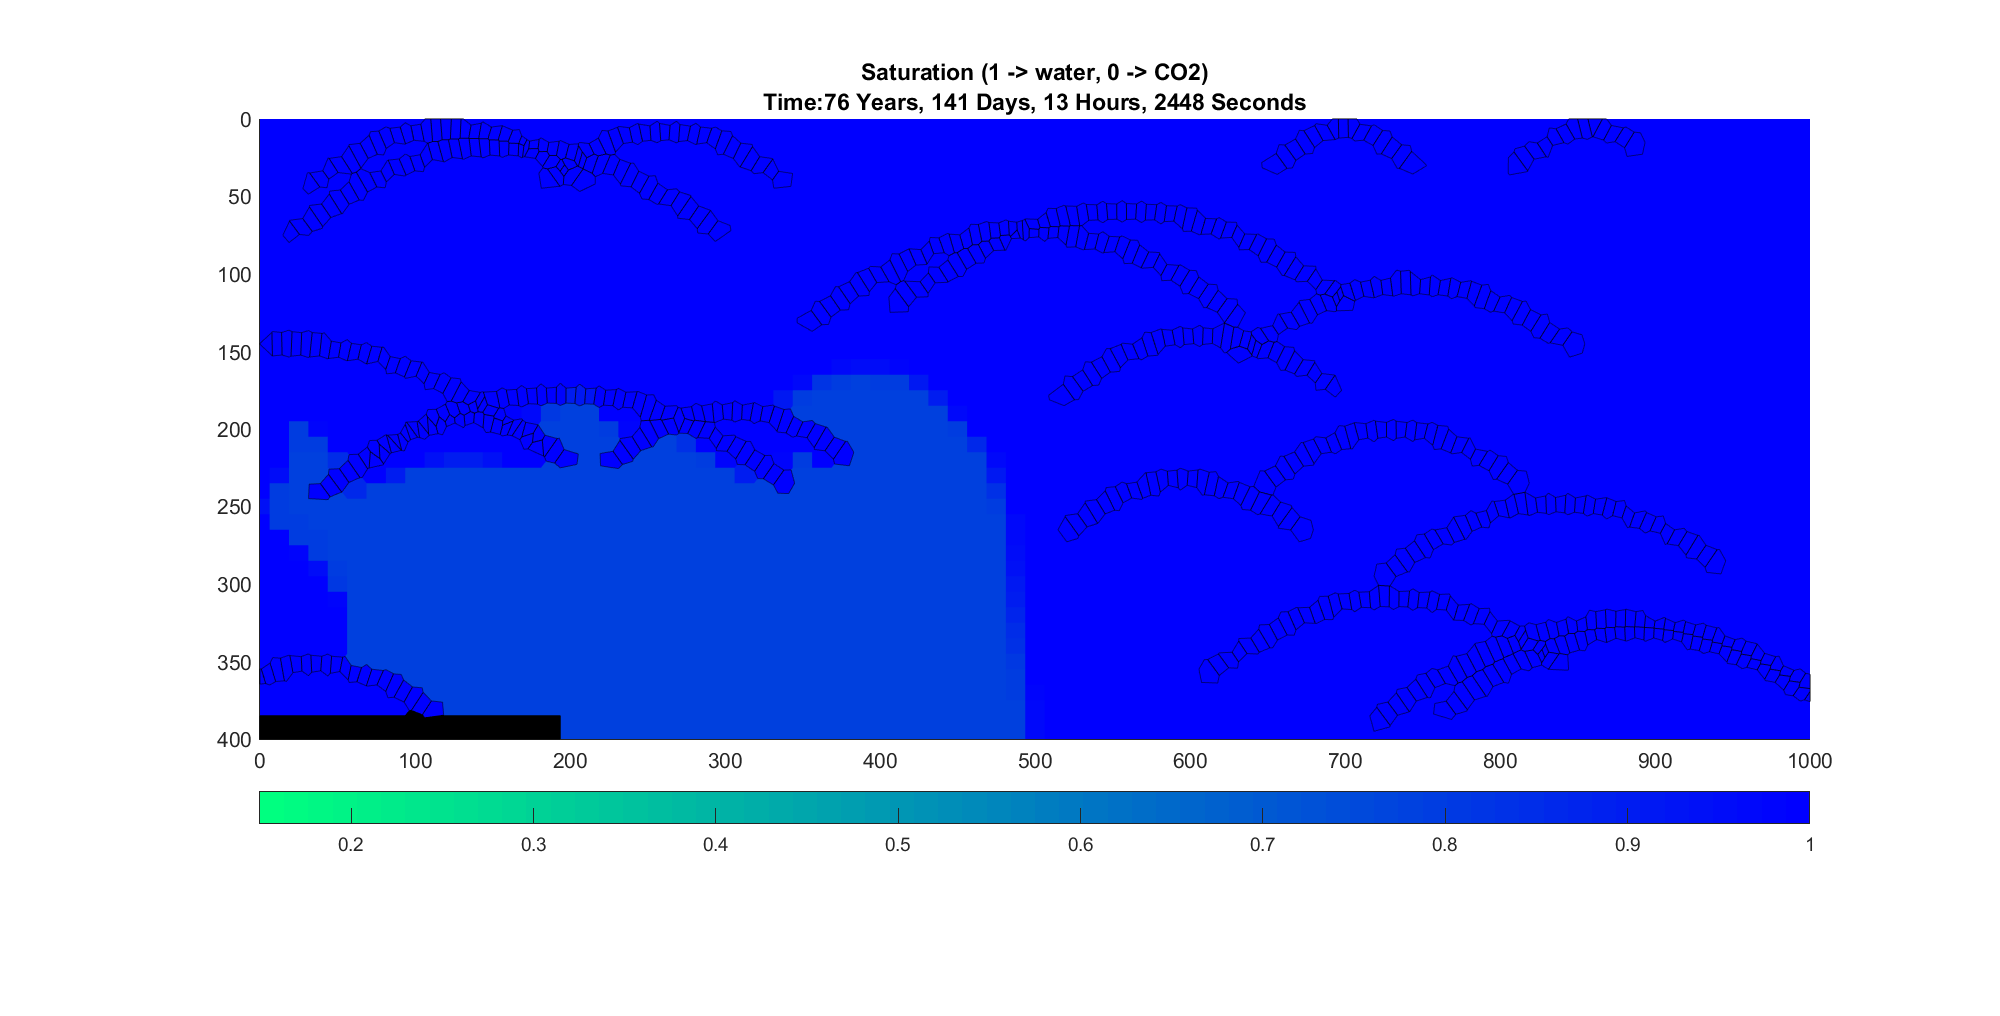 Saturation (1 -> water, 0 -> CO2)
Time:76 Years, 141 Days, 13 Hours, 2448 Seconds
0
50
100
150
200
250
300
350
400
0 100 200 300 400 500 600 700 800 900 1000
0.2 0.3 0.4 0.5 0.6 0.7 0.8 0.9 1